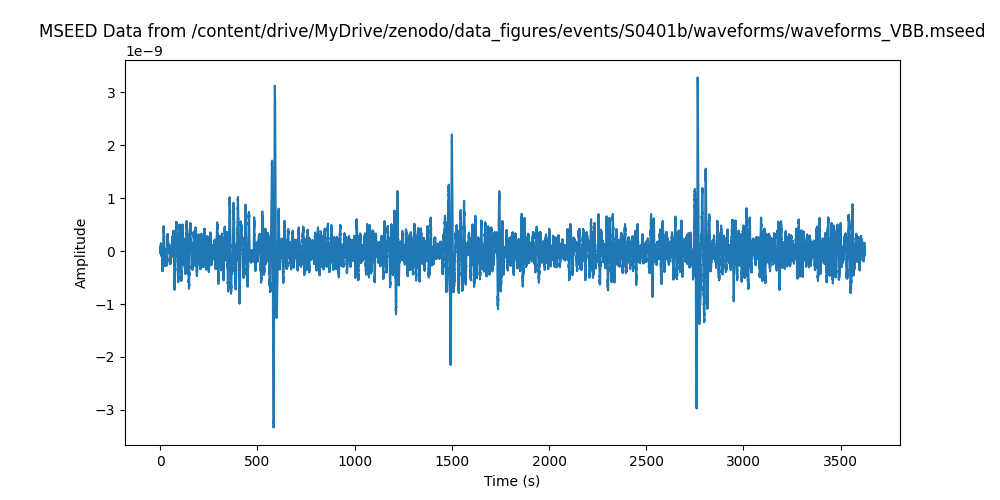 MSEED Data from /content/drive/MyDrive/zenodo/data_figures/events/S0401b/waveforms/waveforms_VBB.mseed
1e−9
3
2
1
0
−1
−2
−3
Amplitude
0 500 1000 1500 2000 2500 3000 3500
Time (s)